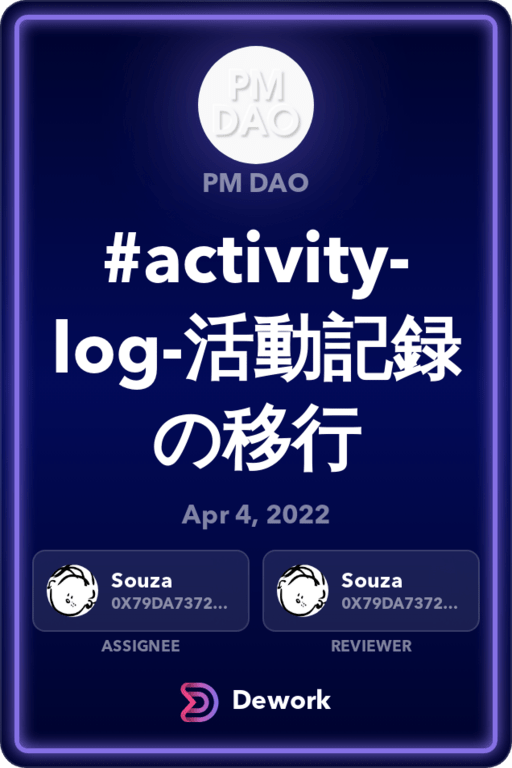 PM
DAO
PM DAO
#activity-
log-活動記録
の移行
Apr 4, 2022
Souza
0X79DA7372...
Souza
0X79DA7372...
ASSIGNEE
REVIEWER
Dework